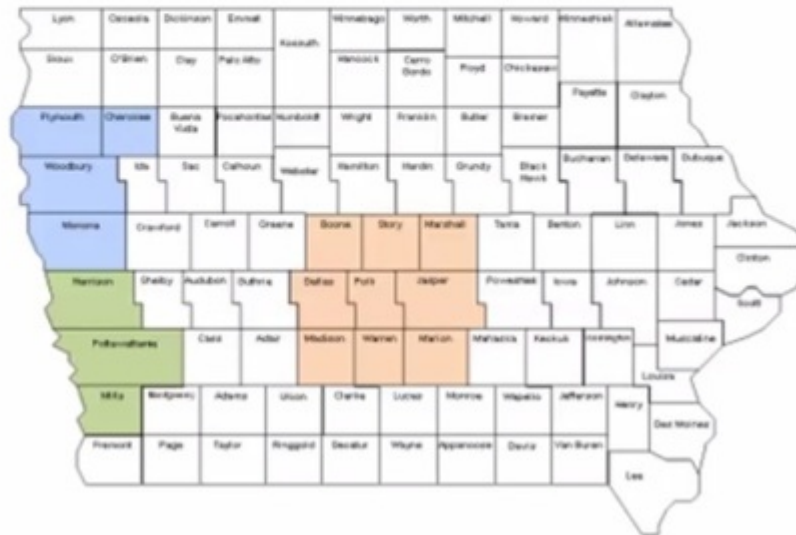 Lyon Osceola Dickinson Emmet Winnebago Worth Mitchell Howard Winneshiek Allamakee
Kossuth
Sioux O'Brien Clay Palo Alto Hancock Cerro Gordo Floyd Chickasaw
Fayette Clayton
Plymouth Cherokee Buena Vista Pocahontas Humboldt Wright Franklin Butler Bremer
Woodbury Ida Sac Calhoun Webster Hamilton Hardin Grundy Black Hawk Buchanan Delaware Dubuque
Monona Crawford Carroll Greene Boone Story Marshall Tama Benton Linn Jones Jackson
Clinton
Harrison Shelby Audubon Guthrie Dallas Polk Jasper Poweshiek Iowa Johnson Cedar
Scott
Pottawattamie Cass Adair Madison Warren Marion Mahaska Keokuk Muscatine
Louisa
Mills Adams Union Clarke Lucas Monroe Wapello Jefferson Henry
Des Moines
Fremont Page Taylor Ringgold Decatur Wayne Appanoose Davis Van Buren
Lee